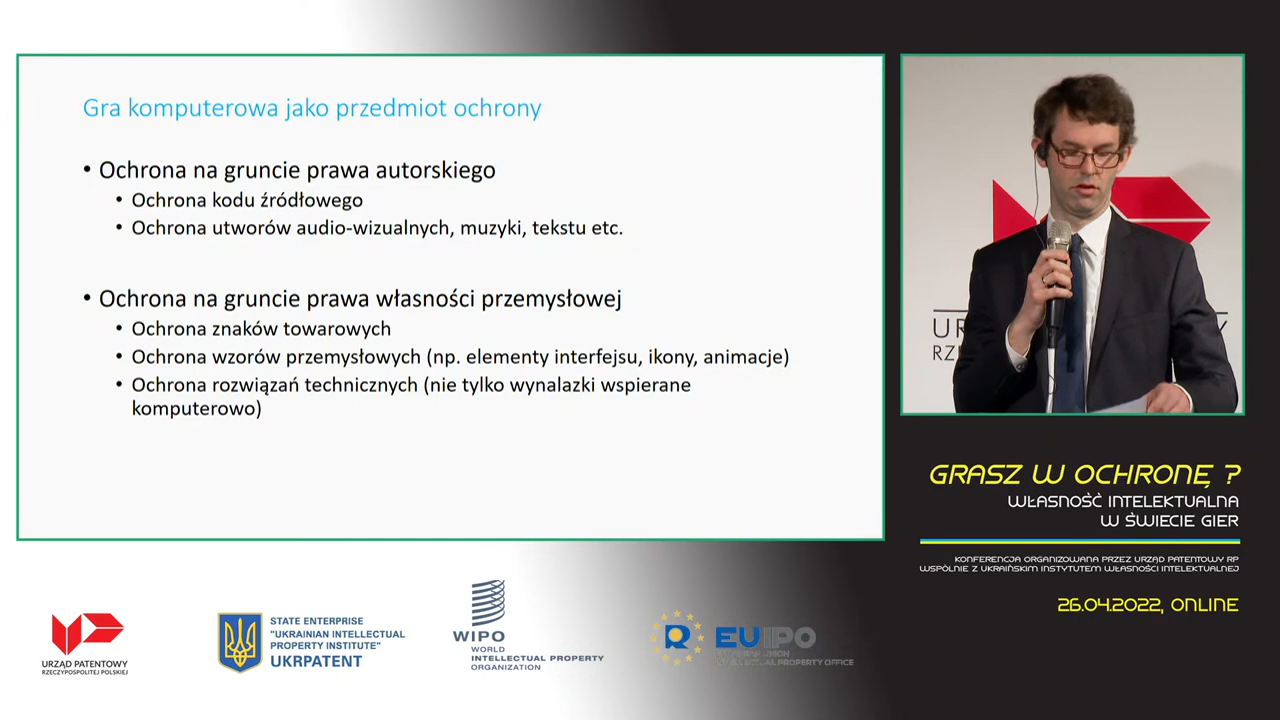 Gra komputerowa jako przedmiot ochrony
• Ochrona na gruncie prawa autorskiego
• Ochrona kodu źródłowego
• Ochrona utworów audio-wizualnych, muzyki, tekstu etc.
• Ochrona na gruncie prawa własności przemysłowej
• Ochrona znaków towarowych
• Ochrona wzorów przemysłowych (np. elementy interfejsu, ikony, animacje)
• Ochrona rozwiązań technicznych (nie tylko wynalazki wspierane
komputerowo)
GRASZ W OCHRONĘ ?
WŁASNOŚĆ INTELEKTUALNA
W ŚWIECIE GIER
KONFERENCJA ORGANIZOWANA PRZEZ URZĄD PATENTOWY RP
WSPÓLNIE Z UKRAIŃSKIM INSTYTUTEM WŁASNOŚCI INTELEKTUALNEJ
26.04.2022, ONLINE
URZĄD PATENTOWY
RZECZYPOSPOLITEJ POLSKIEJ
STATE ENTERPRISE
"UKRAINIAN INTELLECTUAL
PROPERTY INSTITUTE"
UKRPATENT
WIPO
WORLD
INTELLECTUAL PROPERTY
ORGANIZATION
EUIPO
INTELLECTUAL PROPERTY OFFICE